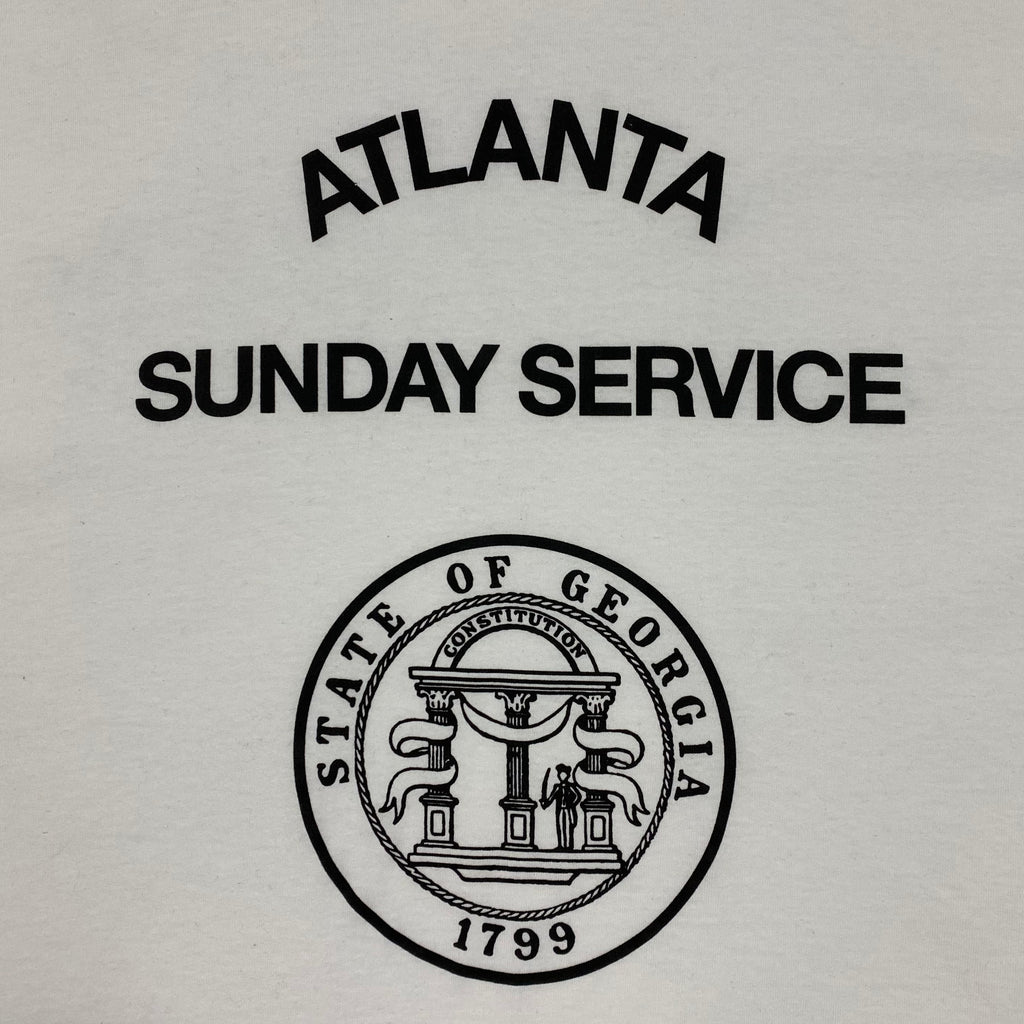 ATLANTA
SUNDAY SERVICE
STATE OF GEORGIA
CONSTITUTION
1799